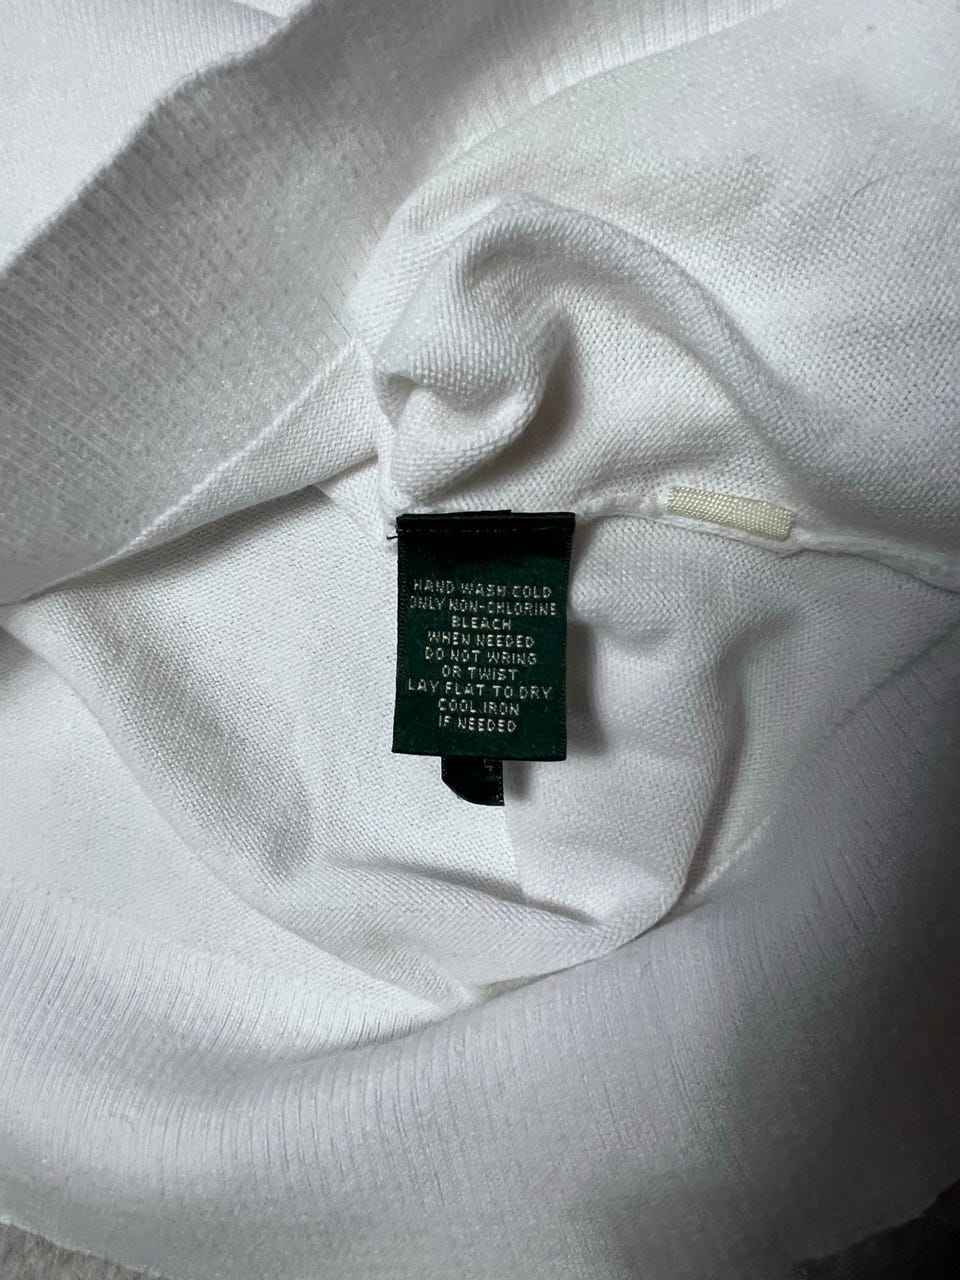 HAND WASH COLD
ONLY NON-CHLORINE
BLEACH
WHEN NEEDED
DO NOT WRING
OR TWIST
LAY FLAT TO DRY
COOL IRON
IF NEEDED